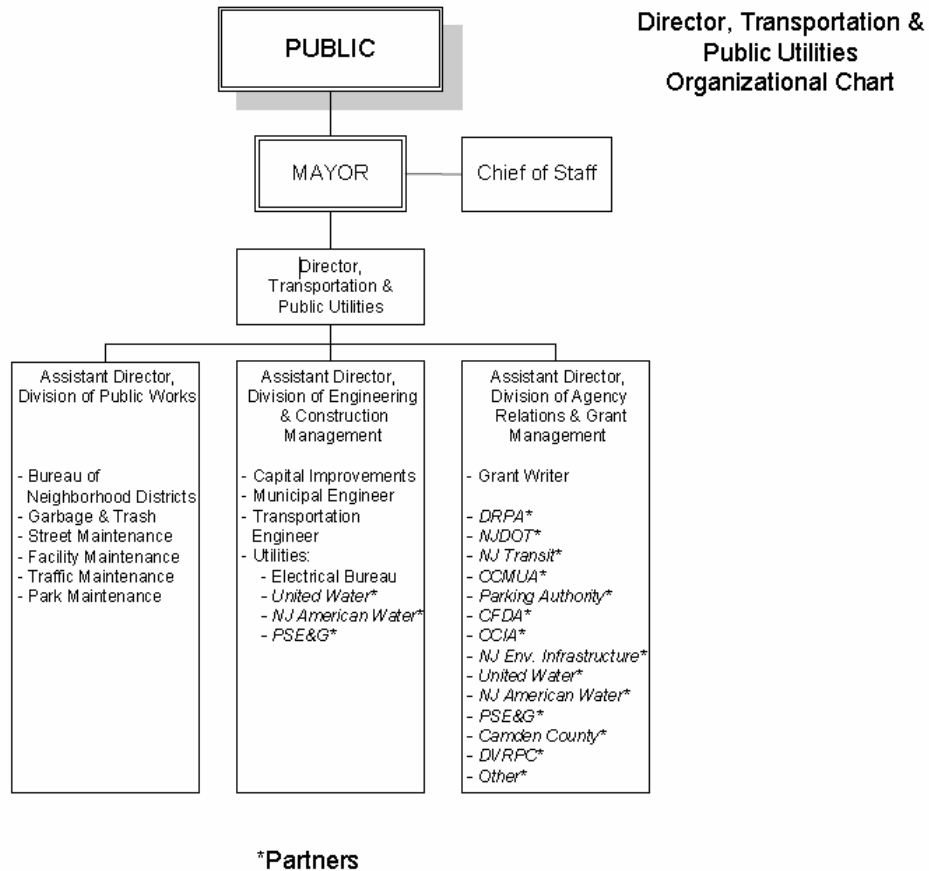 Director, Transportation &
Public Utilities
Organizational Chart
PUBLIC
MAYOR
Chief of Staff
Director,
Transportation &
Public Utilities
Assistant Director,
Division of Public Works
- Bureau of
Neighborhood Districts
- Garbage & Trash
- Street Maintenance
- Facility Maintenance
- Traffic Maintenance
- Park Maintenance
Assistant Director,
Division of Engineering
& Construction
Management
- Capital Improvements
- Municipal Engineer
- Transportation
Engineer
- Utilities:
- Electrical Bureau
- United Water*
- NJ American Water*
- PSE&G*
Assistant Director,
Division of Agency
Relations & Grant
Management
- Grant Writer
- DRPA*
- NJDOT*
- NJ Transit*
- CCMUA*
- Parking Authority*
- CFDA*
- CCIA*
- NJ Env. Infrastructure*
- United Water*
- NJ American Water*
- PSE&G*
- Camden County*
- DVRPC*
- Other*
*Partners